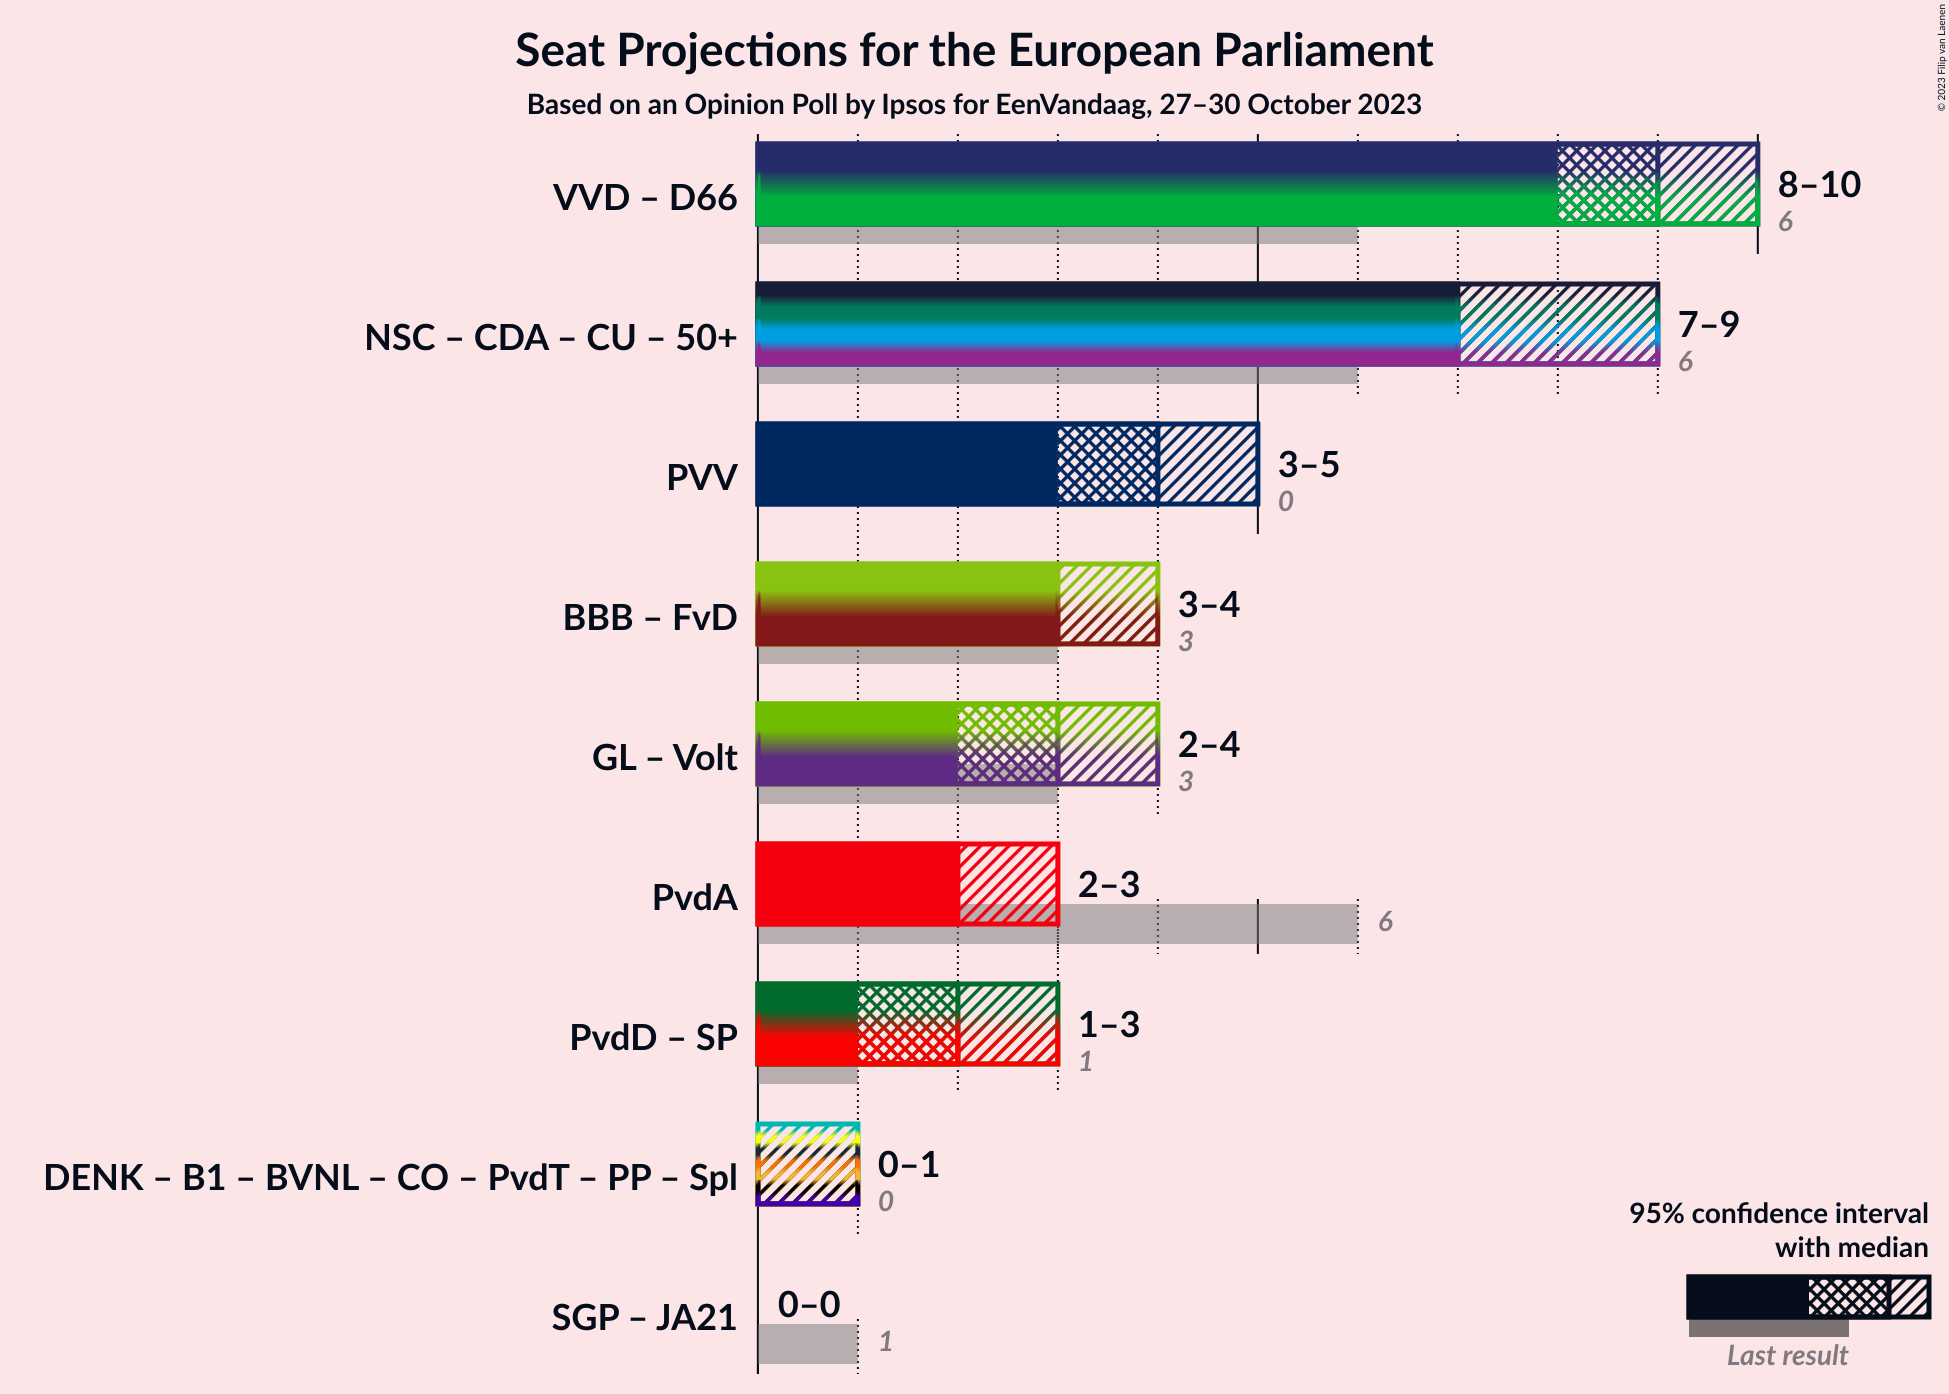 Seat Projections for the European Parliament
Based on an Opinion Poll by Ipsos for EenVandaag, 27–30 October 2023
© 2023 Filip van Laenen
VVD – D66
8–10
6
NSC – CDA – CU – 50+
7–9
6
PVV
3–5
0
BBB – FvD
3–4
3
GL – Volt
2–4
3
PvdA
2–3
6
PvdD – SP
1–3
1
DENK – B1 – BVNL – CO – PvdT – PP – Spl
0–1
0
SGP – JA21
0–0
1
95% confidence interval
with median
Last result